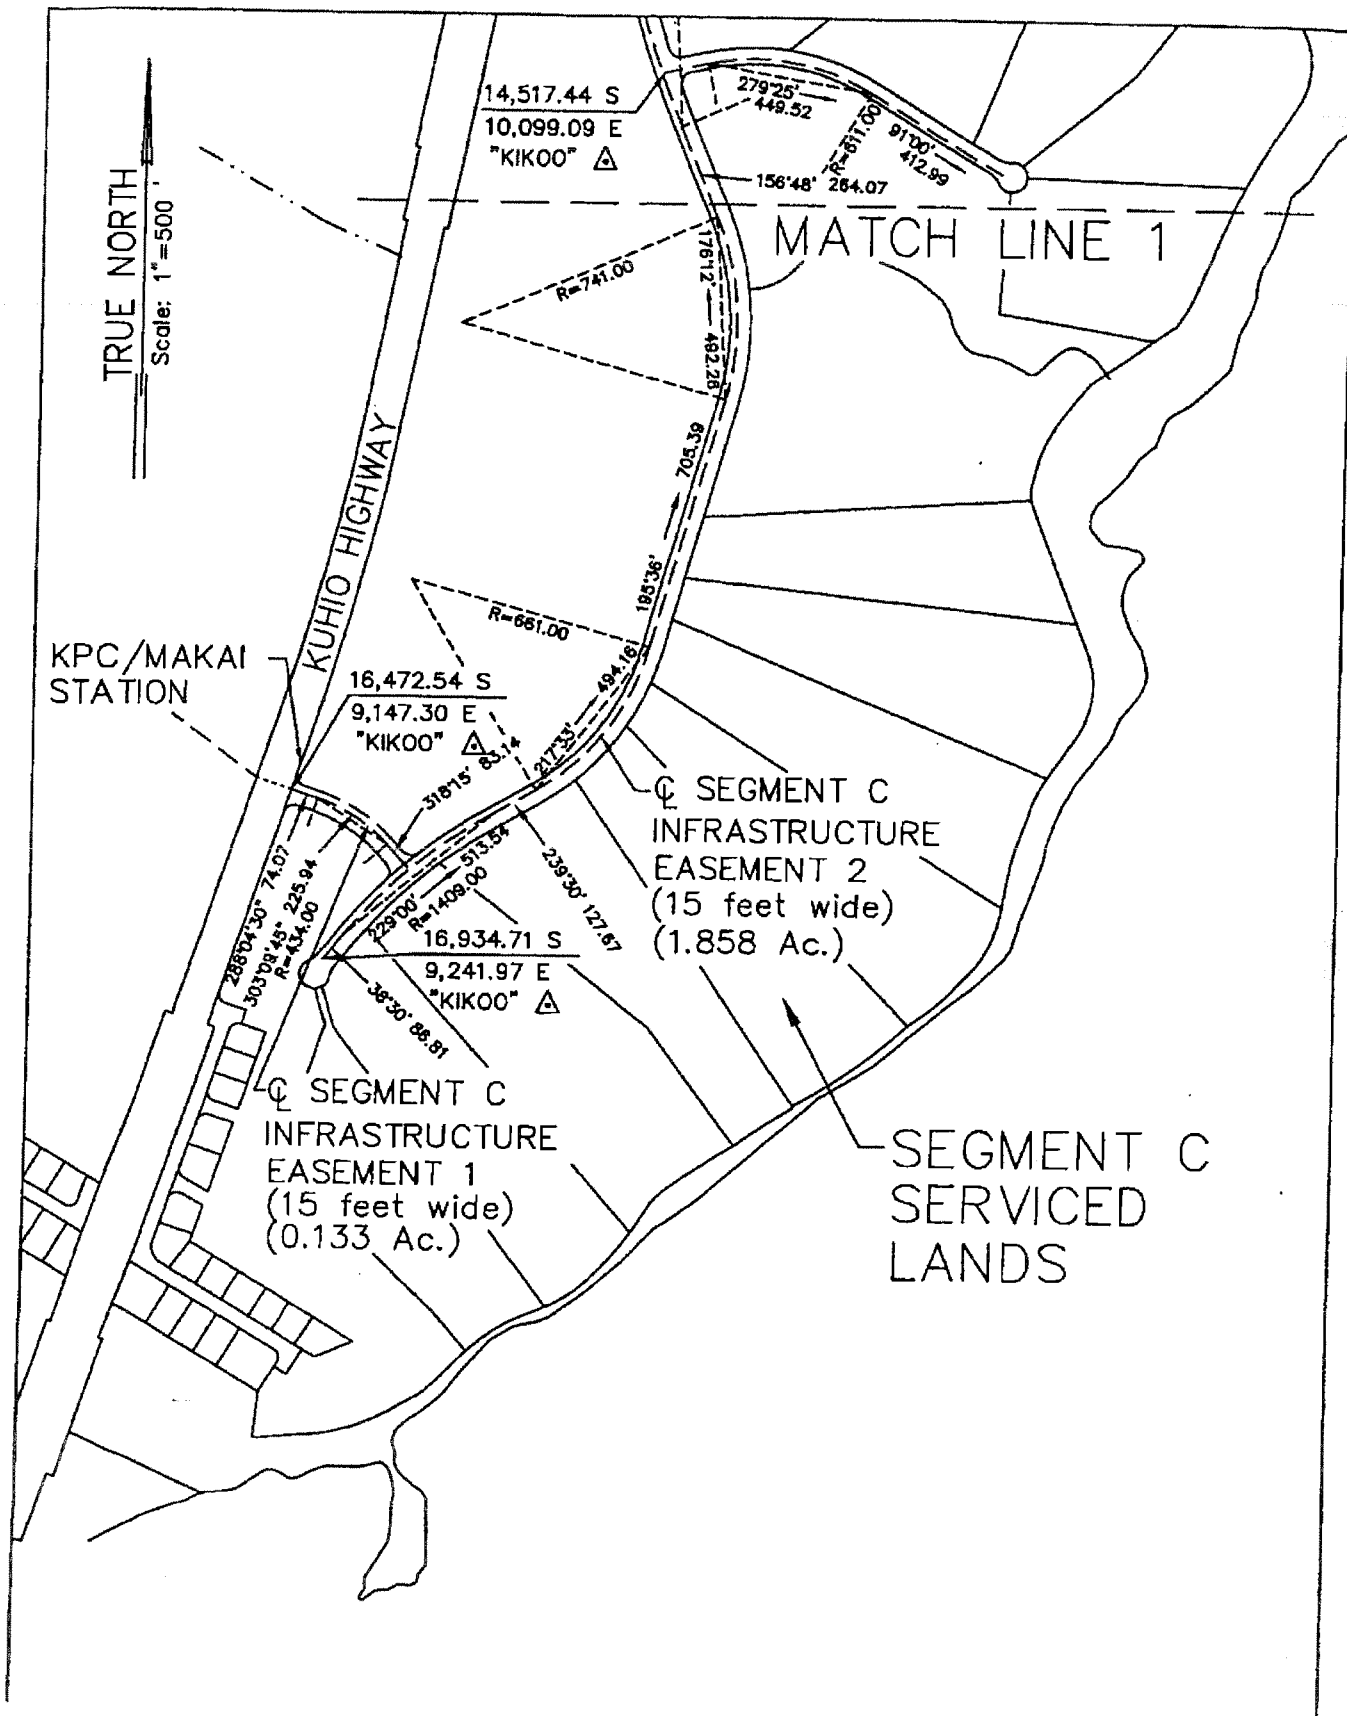 14,517.44 S
10,099.09 E
"KIKOO"
279°25'
449.52
R=611.00
91°00'
412.99
156°48' 264.07
TRUE NORTH
Scale: 1"=500'
MATCH LINE 1
R=741.00
176°12'
492.26
KUHIO HIGHWAY
705.39
195°36'
R=661.00
KPC/MAKAI
STATION
16,472.54 S
9,147.30 E
"KIKOO"
494.16
217°33'
318°15' 83.14
℄ SEGMENT C
INFRASTRUCTURE
EASEMENT 2
(15 feet wide)
(1.858 Ac.)
513.54
229°00'
R=1409.00
239°30' 127.67
288°04'30" 74.07
303°09'45" 225.94
R=434.00
16,934.71 S
9,241.97 E
"KIKOO"
38°30' 86.81
℄ SEGMENT C
INFRASTRUCTURE
EASEMENT 1
(15 feet wide)
(0.133 Ac.)
SEGMENT C
SERVICED
LANDS